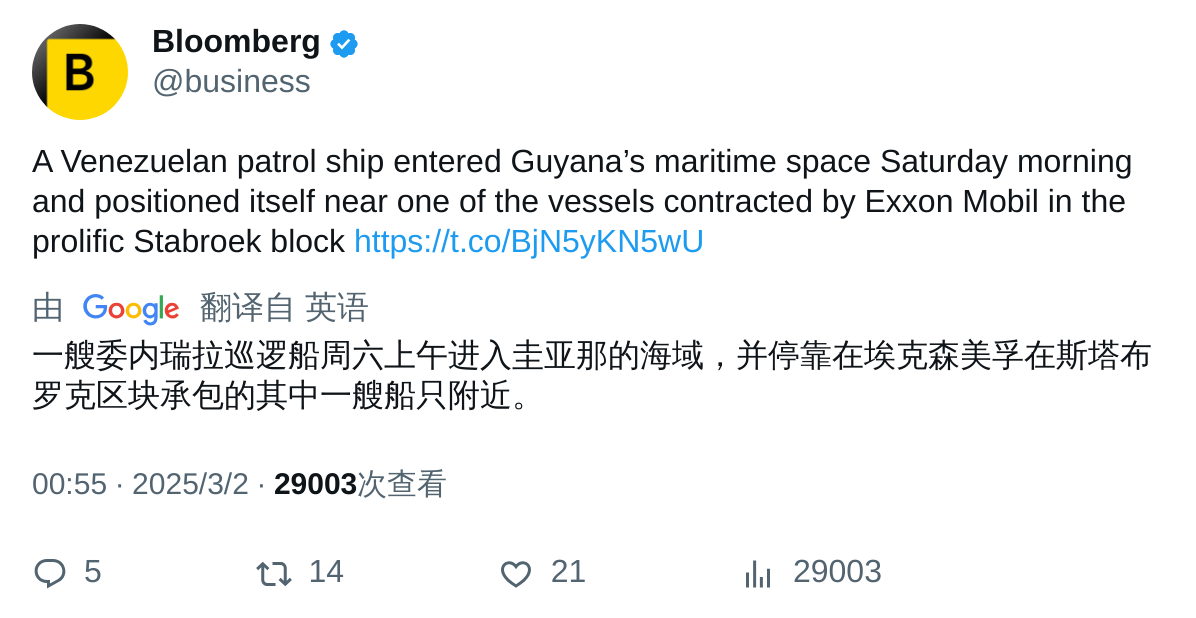 B
Bloomberg
@business
A Venezuelan patrol ship entered Guyana’s maritime space Saturday morning
and positioned itself near one of the vessels contracted by Exxon Mobil in the
prolific Stabroek block https://t.co/BjN5yKN5wU
由 Google 翻译自 英语
一艘委内瑞拉巡逻船周六上午进入圭亚那的海域，并停靠在埃克森美孚在斯塔布
罗克区块承包的其中一艘船只附近。
00:55 · 2025/3/2 · 29003次查看
5 14 21 29003